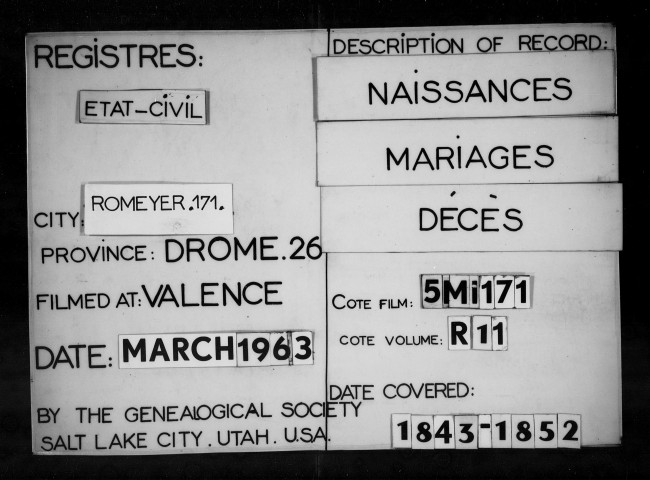 REGISTRES:
ETAT-CIVIL
CITY: ROMEYER.171.
PROVINCE: DROME.26
FILMED AT: VALENCE
DATE: MARCH 1963
BY THE GENEALOGICAL SOCIETY
SALT LAKE CITY. UTAH. U.S.A.
DESCRIPTION OF RECORD:
NAISSANCES
MARIAGES
DÉCÈS
COTE FILM: 5Mi171
COTE VOLUME: R 11
DATE COVERED:
1843-1852